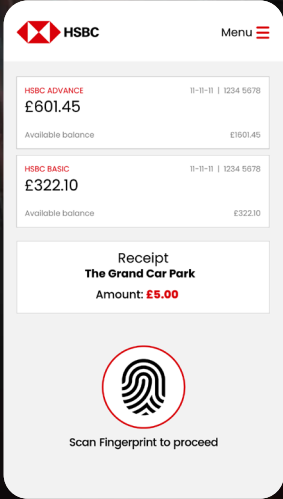 HSBC
Menu
HSBC ADVANCE
11-11-11 | 1234 5678
£601.45
Available balance
£1601.45
HSBC BASIC
11-11-11 | 1234 5678
£322.10
Available balance
£322.10
Receipt
The Grand Car Park
Amount: £5.00
Scan Fingerprint to proceed